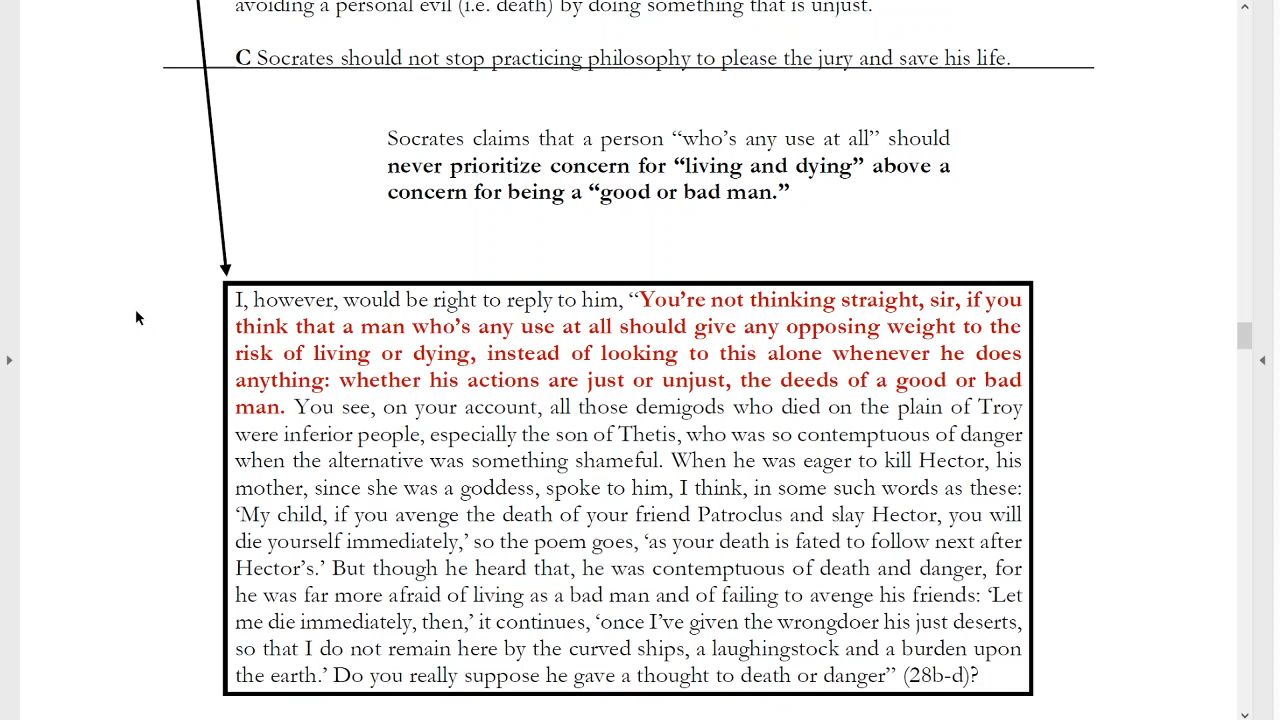 avoiding a personal evil (i.e. death) by doing something that is unjust.
C Socrates should not stop practicing philosophy to please the jury and save his life.
Socrates claims that a person “who’s any use at all” should
never prioritize concern for “living and dying” above a
concern for being a “good or bad man.”
I, however, would be right to reply to him, “You’re not thinking straight, sir, if you
think that a man who’s any use at all should give any opposing weight to the
risk of living or dying, instead of looking to this alone whenever he does
anything: whether his actions are just or unjust, the deeds of a good or bad
man. You see, on your account, all those demigods who died on the plain of Troy
were inferior people, especially the son of Thetis, who was so contemptuous of danger
when the alternative was something shameful. When he was eager to kill Hector, his
mother, since she was a goddess, spoke to him, I think, in some such words as these:
‘My child, if you avenge the death of your friend Patroclus and slay Hector, you will
die yourself immediately,’ so the poem goes, ‘as your death is fated to follow next after
Hector’s.’ But though he heard that, he was contemptuous of death and danger, for
he was far more afraid of living as a bad man and of failing to avenge his friends: ‘Let
me die immediately, then,’ it continues, ‘once I’ve given the wrongdoer his just deserts,
so that I do not remain here by the curved ships, a laughingstock and a burden upon
the earth.’ Do you really suppose he gave a thought to death or danger” (28b-d)?